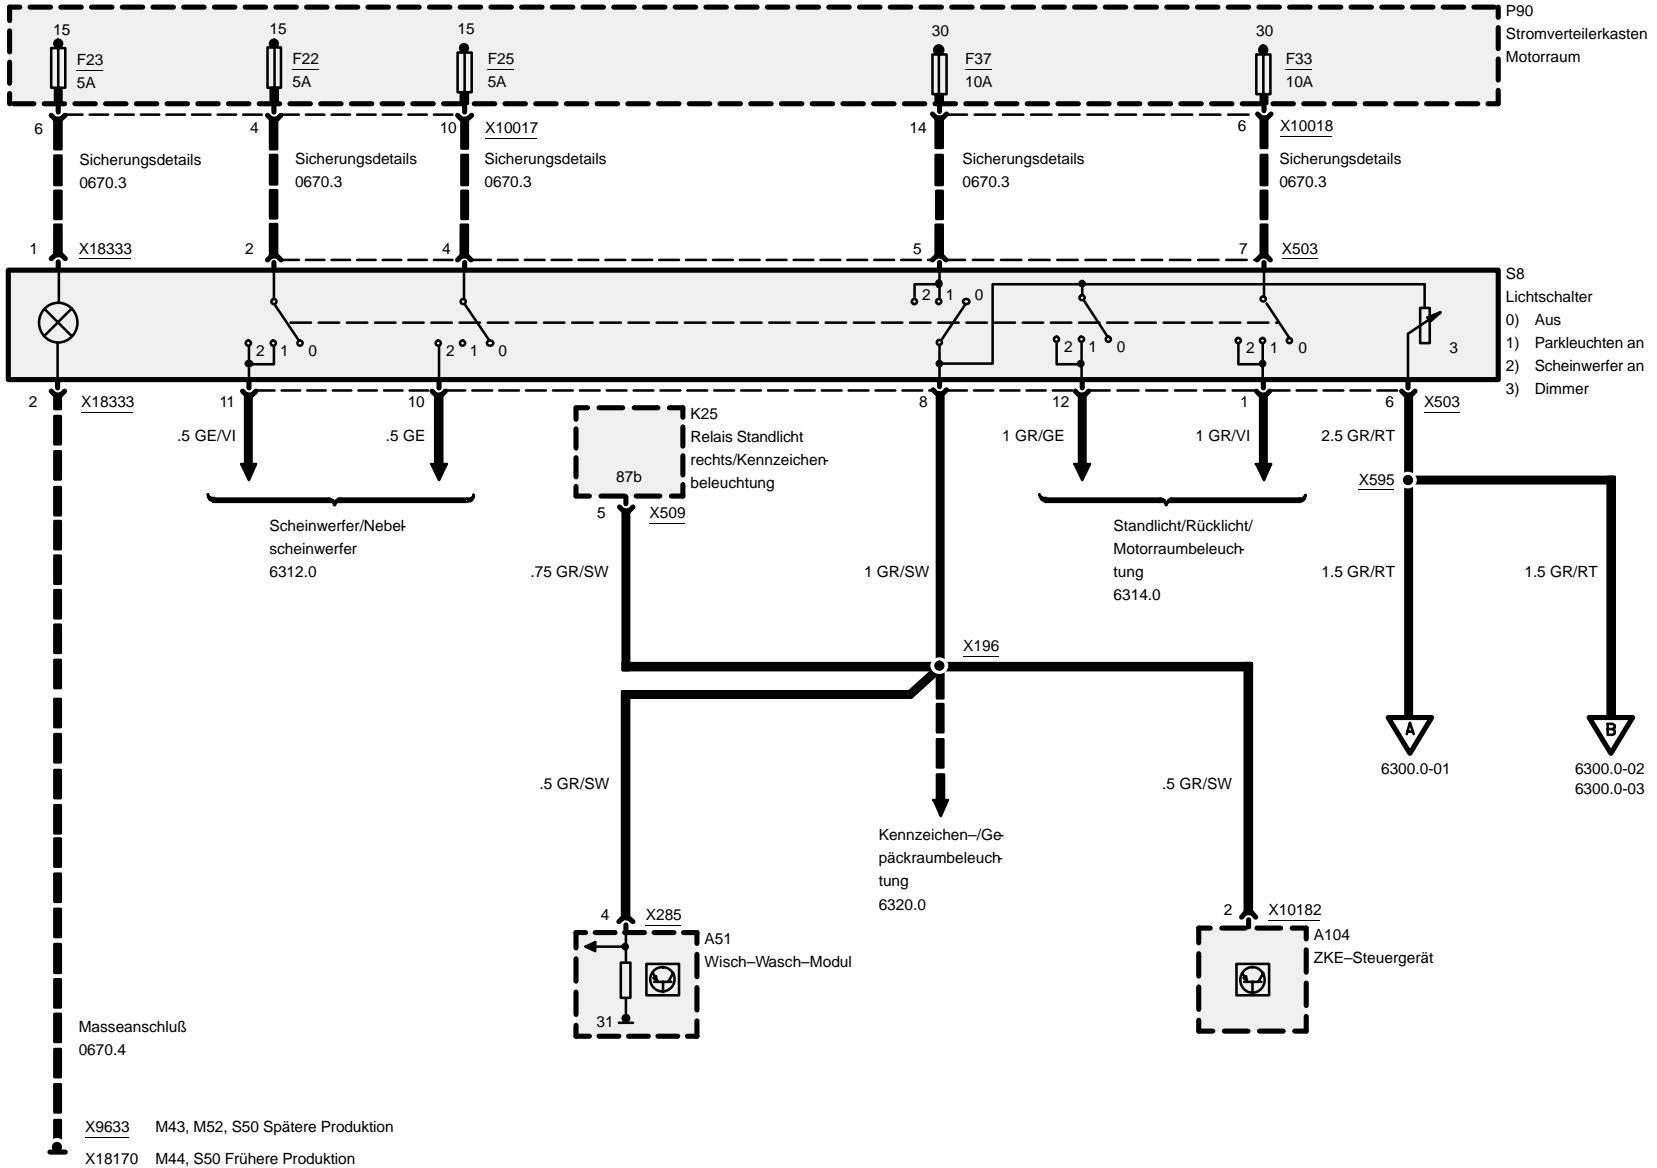 P90
Stromverteilerkasten
Motorraum
15 15 15 30 30
F23 F22 F25 F37 F33
5A 5A 5A 10A 10A
6 4 10 X10017 14 6 X10018
Sicherungsdetails Sicherungsdetails Sicherungsdetails Sicherungsdetails Sicherungsdetails
0670.3 0670.3 0670.3 0670.3 0670.3
1 X18333 2 4 5 7 X503
S8
Lichtschalter
0) Aus
1) Parkleuchten an
2) Scheinwerfer an
3) Dimmer
2 1 0
2 1 0
2 1 0
2 1 0
2 1 0
3
2 X18333 11 10 8 12 1 6 X503
.5 GE/VI .5 GE 1 GR/GE 1 GR/VI 2.5 GR/RT
K25
Relais Standlicht
rechts/Kennzeichen-
beleuchtung
87b
5 X509
X595
Scheinwerfer/Nebel-
scheinwerfer
6312.0
Standlicht/Rücklicht/
Motorraumbeleuch-
tung
6314.0
.75 GR/SW 1 GR/SW 1.5 GR/RT 1.5 GR/RT
X196
A B
6300.0-01 6300.0-02
6300.0-03
.5 GR/SW .5 GR/SW
Kennzeichen–/Ge-
päckraumbeleuch-
tung
6320.0
4 X285 2 X10182
A51
Wisch–Wasch–Modul
31
A104
ZKE–Steuergerät
Masseanschluß
0670.4
X9633 M43, M52, S50 Spätere Produktion
X18170 M44, S50 Frühere Produktion